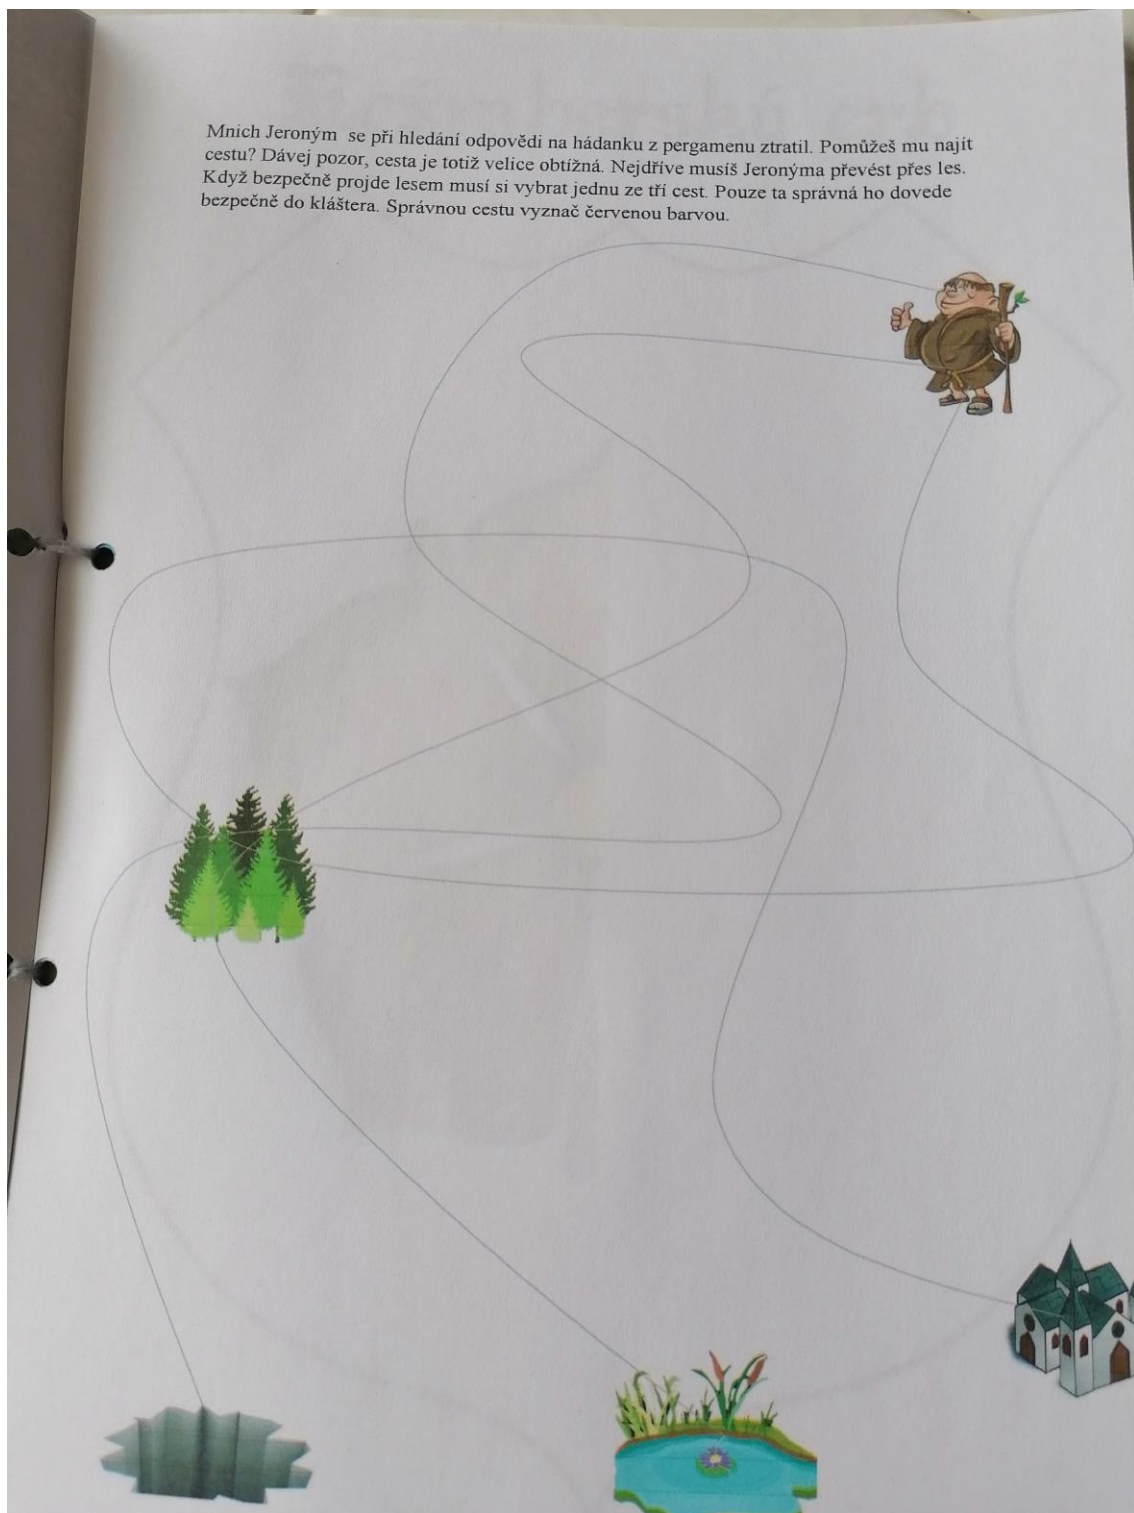 Mnich Jeroným se při hledání odpovědi na hádanku z pergamenu ztratil. Pomůžeš mu najít
cestu? Dávej pozor, cesta je totiž velice obtížná. Nejdříve musíš Jeronýma převést přes les.
Když bezpečně projde lesem musí si vybrat jednu ze tří cest. Pouze ta správná ho dovede
bezpečně do kláštera. Správnou cestu vyznač červenou barvou.